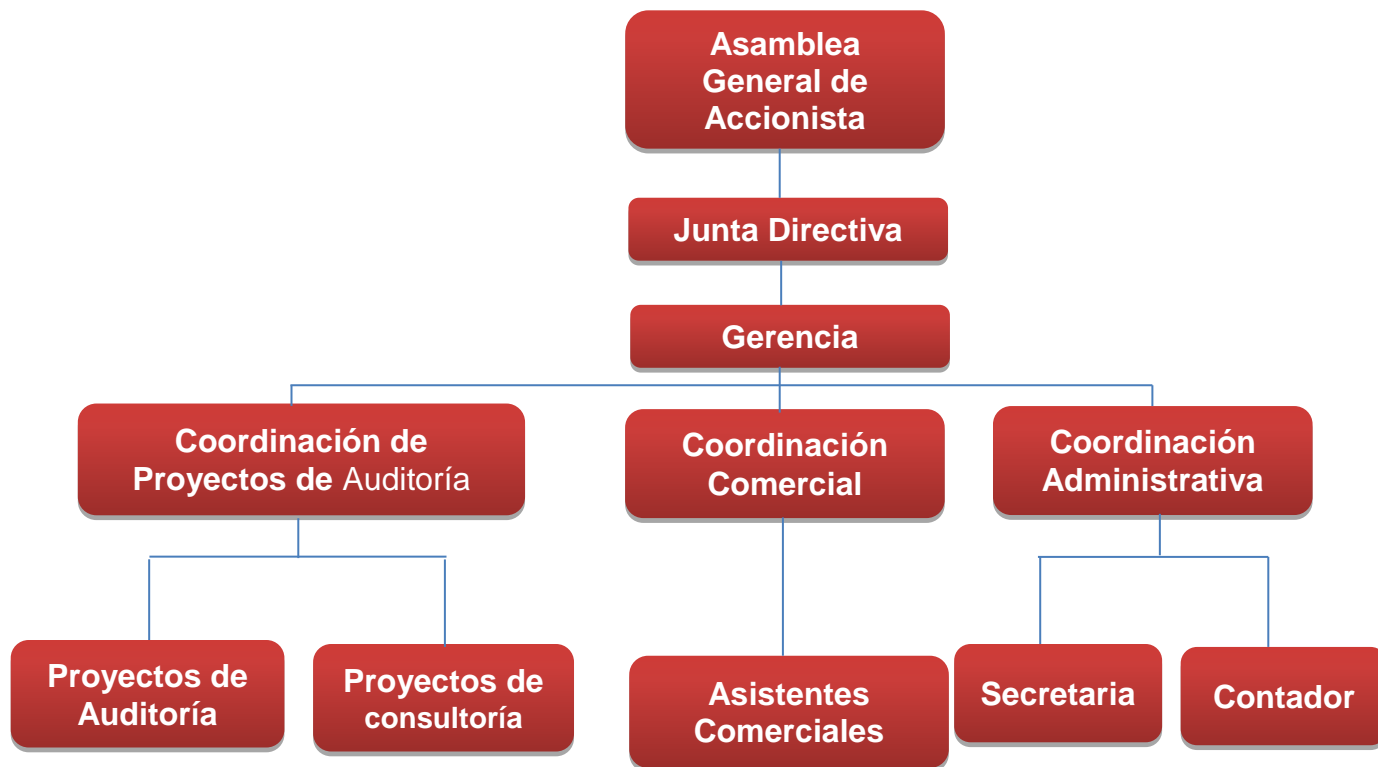 Asamblea
General de
Accionista
Junta Directiva
Gerencia
Coordinación de
Proyectos de Auditoría
Coordinación
Comercial
Coordinación
Administrativa
Proyectos de
Auditoría
Proyectos de
consultoría
Asistentes
Comerciales
Secretaria
Contador